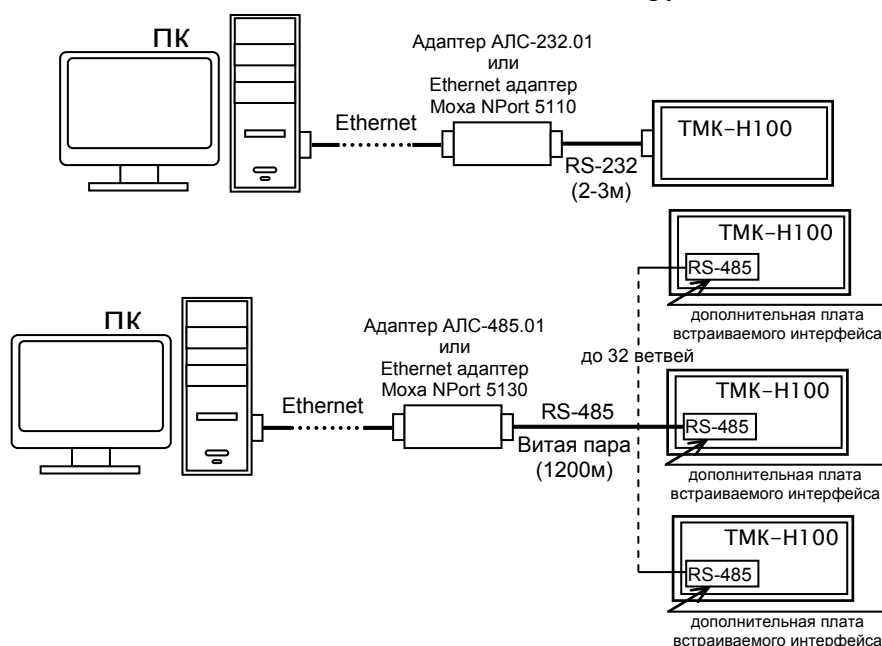 ПК
Адаптер АЛС-232.01
или
Ethernet адаптер
Moxa NPort 5110
Ethernet
RS-232
(2-3м)
ТМК-Н100
ТМК-Н100
RS-485
дополнительная плата
встраиваемого интерфейса
ПК
Адаптер АЛС-485.01
или
Ethernet адаптер
Moxa NPort 5130
Ethernet
RS-485
Витая пара
(1200м)
до 32 ветвей
ТМК-Н100
RS-485
дополнительная плата
встраиваемого интерфейса
ТМК-Н100
RS-485
дополнительная плата
встраиваемого интерфейса